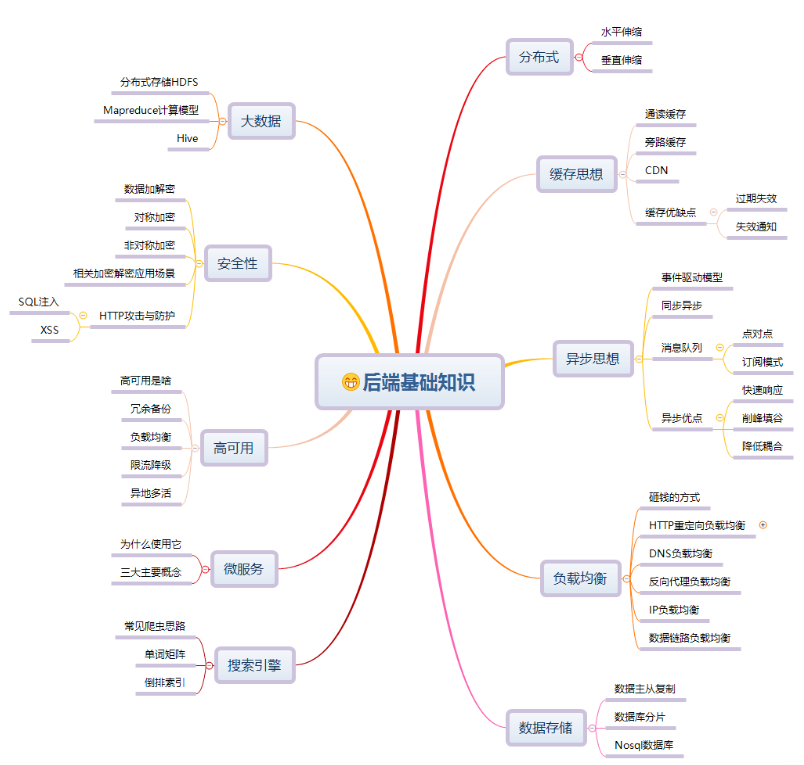 😁后端基础知识
分布式
水平伸缩
垂直伸缩
缓存思想
通读缓存
旁路缓存
CDN
缓存优缺点
过期失效
失效通知
异步思想
事件驱动模型
同步异步
消息队列
点对点
订阅模式
异步优点
快速响应
削峰填谷
降低耦合
负载均衡
砸钱的方式
HTTP重定向负载均衡
DNS负载均衡
反向代理负载均衡
IP负载均衡
数据链路负载均衡
数据存储
数据主从复制
数据库分片
Nosql数据库
大数据
分布式存储HDFS
Mapreduce计算模型
Hive
安全性
数据加解密
对称加密
非对称加密
相关加密解密应用场景
HTTP攻击与防护
SQL注入
XSS
高可用
高可用是啥
冗余备份
负载均衡
限流降级
异地多活
微服务
为什么使用它
三大主要概念
搜索引擎
常见爬虫思路
单词矩阵
倒排索引